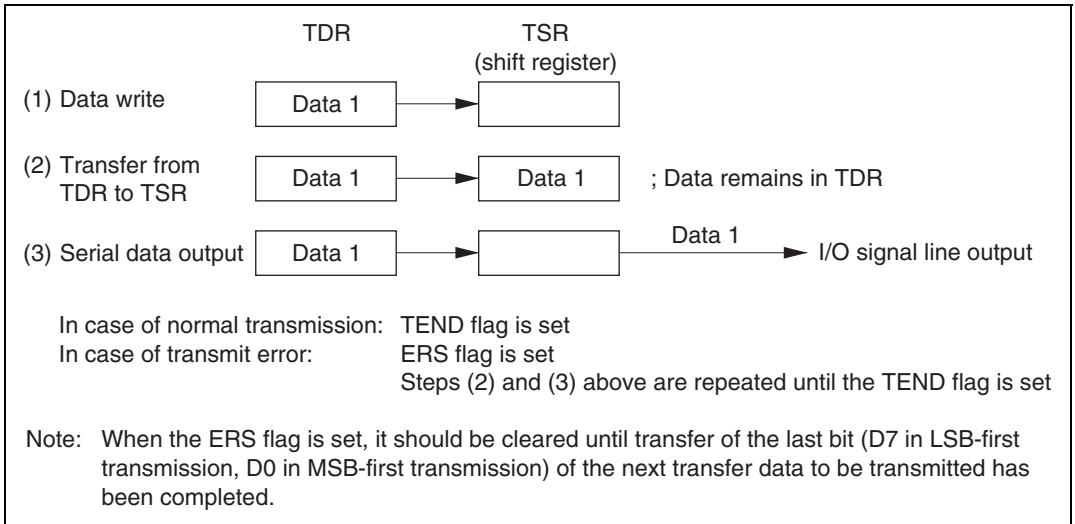 TDR TSR
(shift register)
(1) Data write Data 1
(2) Transfer from
TDR to TSR Data 1 Data 1 ; Data remains in TDR
(3) Serial data output Data 1 Data 1 I/O signal line output
In case of normal transmission: TEND flag is set
In case of transmit error: ERS flag is set
Steps (2) and (3) above are repeated until the TEND flag is set
Note: When the ERS flag is set, it should be cleared until transfer of the last bit (D7 in LSB-first
transmission, D0 in MSB-first transmission) of the next transfer data to be transmitted has
been completed.